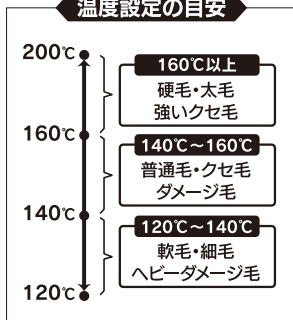 温度設定の目安
200℃
160℃以上
硬毛・太毛
強いクセ毛
160℃
140℃～160℃
普通毛・クセ毛
ダメージ毛
140℃
120℃～140℃
軟毛・細毛
ヘビーダメージ毛
120℃